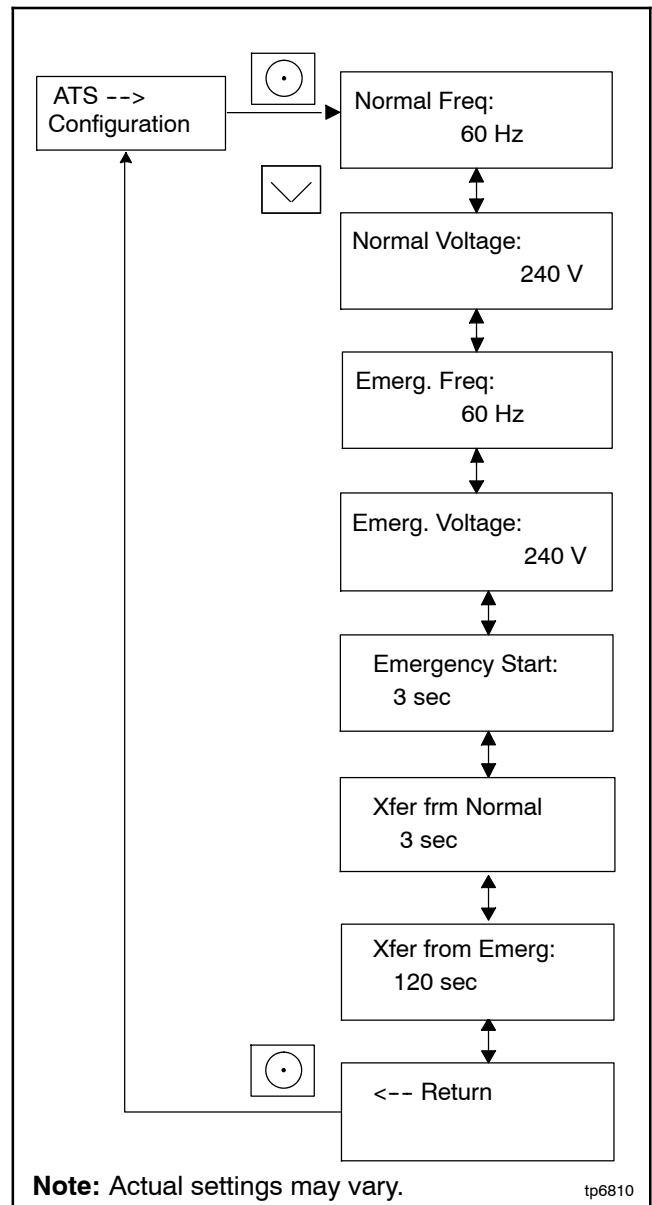 ATS -->
Configuration
Normal Freq:
60 Hz
Normal Voltage:
240 V
Emerg. Freq:
60 Hz
Emerg. Voltage:
240 V
Emergency Start:
3 sec
Xfer frm Normal
3 sec
Xfer from Emerg:
120 sec
<-- Return
Note: Actual settings may vary.
tp6810